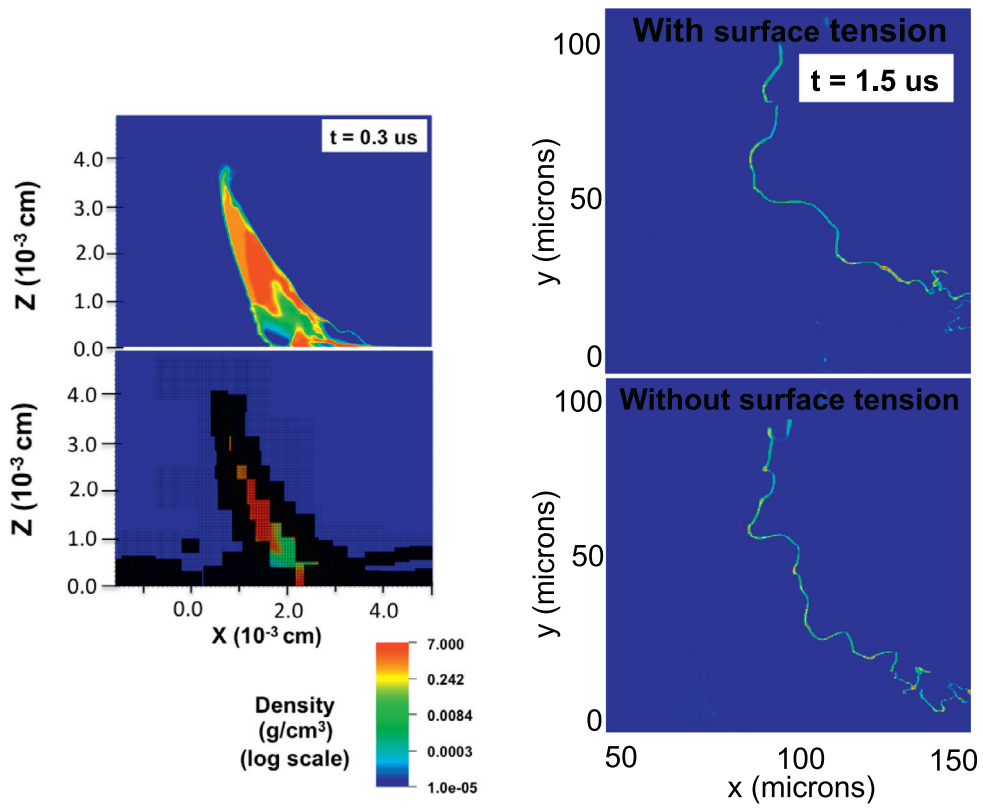 t = 0.3 us
Z (10-3 cm)
4.0
3.0
2.0
1.0
0.0
Z (10-3 cm)
4.0
3.0
2.0
1.0
0.0
0.0 2.0 4.0
X (10-3 cm)
Density
(g/cm3)
(log scale)
7.000
0.242
0.0084
0.0003
1.0e-05
With surface tension
t = 1.5 us
y (microns)
100
50
0
Without surface tension
y (microns)
100
50
0
50 100 150
x (microns)